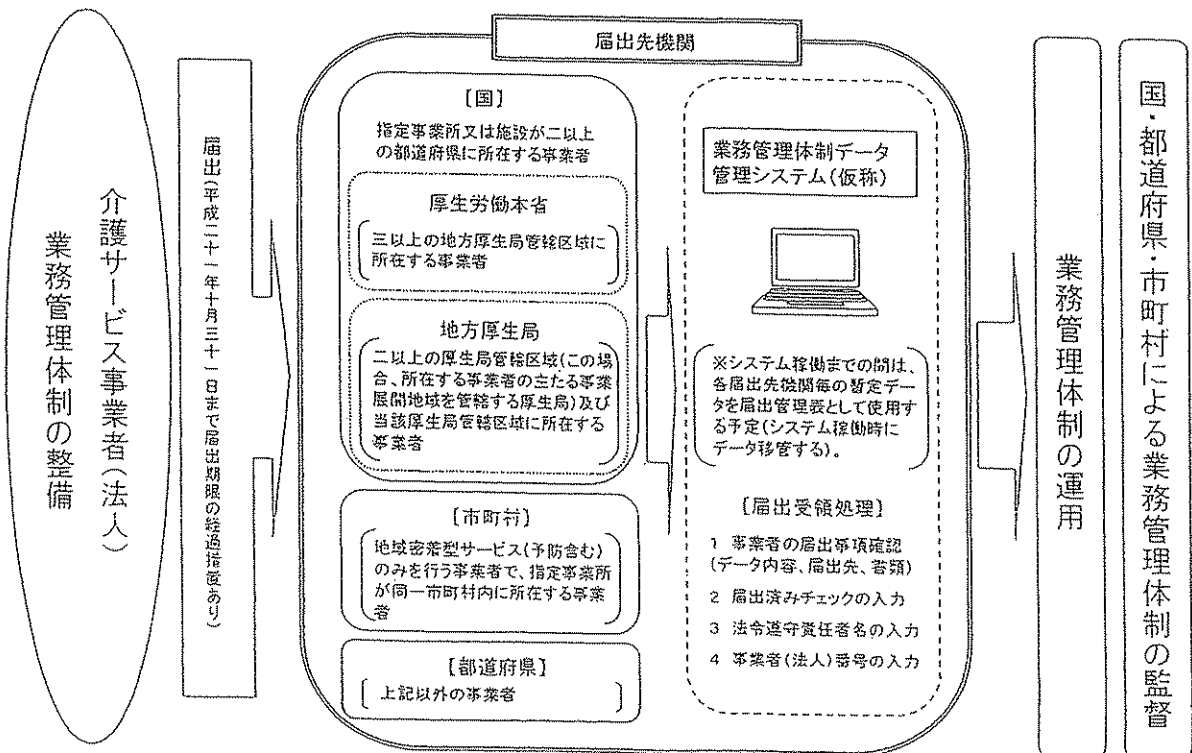 介護サービス事業者(法人)
業務管理体制の整備
届出(平成二十一年十月三十一日まで届出期限の経過措置あり)
届出先機関
[国]
指定事業所又は施設が二以上
の都道府県に所在する事業者
厚生労働本省
三以上の地方厚生局管轄区域に
所在する事業者
地方厚生局
二以上の厚生局管轄区域(この場
合、所在する事業者の主たる事業
展開地域を管轄する厚生局)及び
当該厚生局管轄区域に所在する
事業者
[市町村]
地域密着型サービス(予防含む)
のみを行う事業者で、指定事業所
が同一市町村内に所在する事業
者
[都道府県]
上記以外の事業者
業務管理体制データ
管理システム(仮称)
※システム稼働までの間は、
各届出先機関毎の暫定デー
タを届出管理表として使用す
る予定(システム稼働時に
データ移管する)。
[届出受領処理]
1 事業者の届出事項確認
(データ内容、届出先、書類)
2 届出済みチェックの入力
3 法令遵守責任者名の入力
4 事業者(法人)番号の入力
業務管理体制の運用
国・都道府県・市町村による業務管理体制の監督